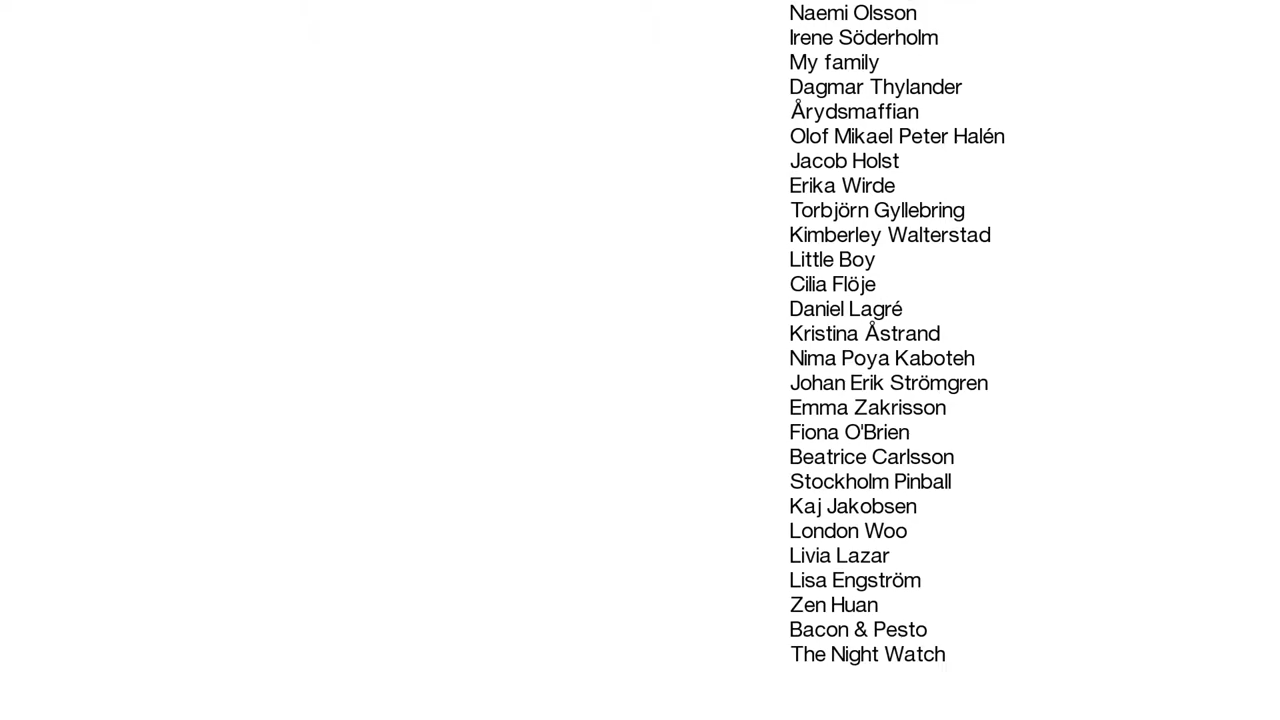 Naemi Olsson
Irene Söderholm
My family
Dagmar Thylander
Årydsmaffian
Olof Mikael Peter Halén
Jacob Holst
Erika Wirde
Torbjörn Gyllebring
Kimberley Walterstad
Little Boy
Cilia Flöje
Daniel Lagré
Kristina Åstrand
Nima Poya Kaboteh
Johan Erik Strömgren
Emma Zakrisson
Fiona O'Brien
Beatrice Carlsson
Stockholm Pinball
Kaj Jakobsen
London Woo
Livia Lazar
Lisa Engström
Zen Huan
Bacon & Pesto
The Night Watch